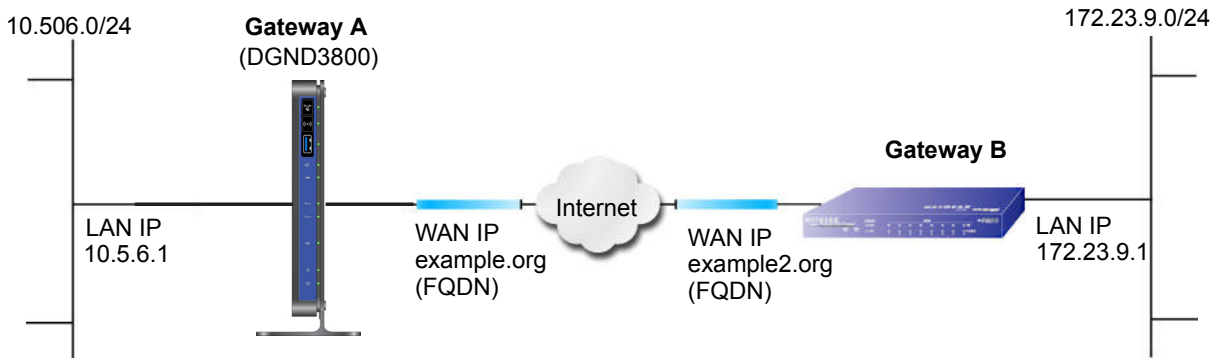 10.506.0/24
Gateway A
(DGND3800)
172.23.9.0/24
Gateway B
LAN IP
10.5.6.1
WAN IP
example.org
(FQDN)
Internet
WAN IP
example2.org
(FQDN)
NETGEAR
LAN IP
172.23.9.1